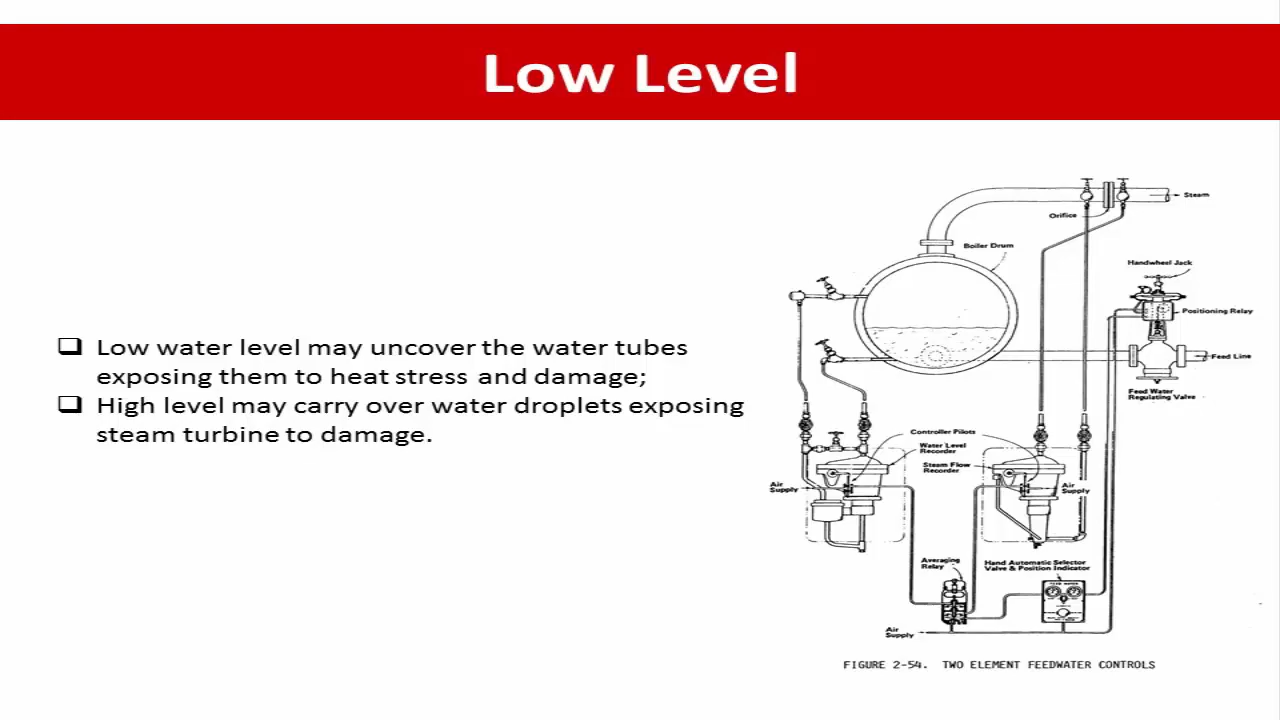 Low Level
❑ Low water level may uncover the water tubes
exposing them to heat stress and damage;
❑ High level may carry over water droplets exposing
steam turbine to damage.
Steam
Orifice
Boiler Drum
Handwheel Jack
Positioning Relay
Feed Line
Feed Water
Regulating Valve
Controller Pilots
Water Level
Recorder
Steam Flow
Recorder
Air
Supply
Air
Supply
Averaging
Relay
Hand Automatic Selector
Valve & Position Indicator
Air
Supply
FIGURE 2-54. TWO ELEMENT FEEDWATER CONTROLS